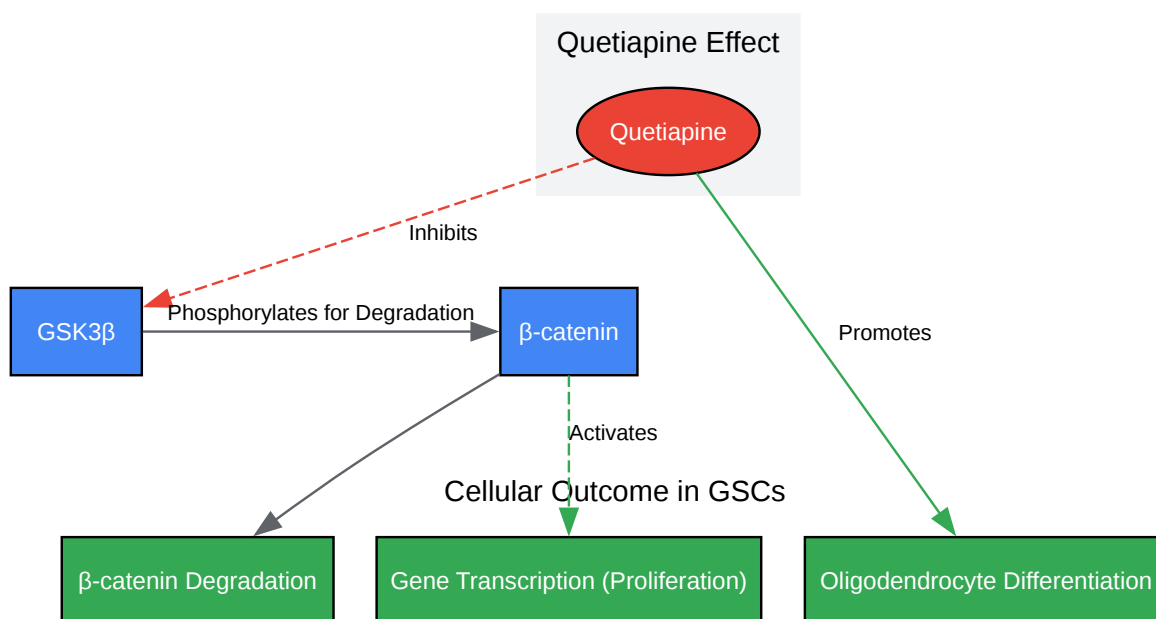 Quetiapine Effect
Quetiapine
Inhibits
GSK3β
Phosphorylates for Degradation
β-catenin
Promotes
Activates
Cellular Outcome in GSCs
β-catenin Degradation
Gene Transcription (Proliferation)
Oligodendrocyte Differentiation